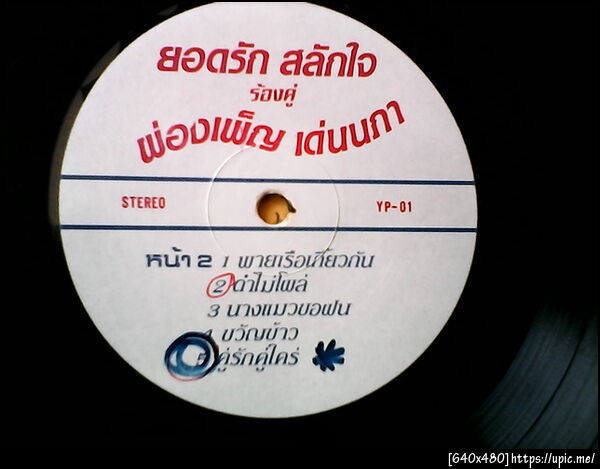 ยอดรัก สลักใจ
ร้องคู่
ผ่องเพ็ญ เด่นนภา
STEREO
YP-01
หน้า 2 1 พายเรือเกี้ยวกัน
2 ดำไม่โผล่
3 นางแมวขอฝน
4 ขวัญข้าว
5 คู่รักคู่ใคร่
[640x480]https://upic.me/